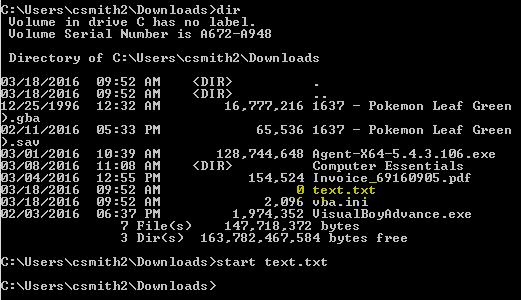 C:\Users\csmith2\Downloads>dir
Volume in drive C has no label.
Volume Serial Number is A672-A948
Directory of C:\Users\csmith2\Downloads
03/18/2016 09:52 AM <DIR> .
03/18/2016 09:52 AM <DIR> ..
12/25/1996 12:32 AM 16,777,216 1637 - Pokemon Leaf Green
).gba
02/11/2016 05:33 PM 65,536 1637 - Pokemon Leaf Green
).sav
03/01/2016 10:39 AM 128,744,648 Agent-X64-5.4.3.106.exe
03/08/2016 11:08 AM <DIR> Computer Essentials
03/04/2016 12:55 PM 154,524 Invoice_69160905.pdf
03/18/2016 09:52 AM 0 text.txt
03/18/2016 09:52 AM 2,096 vba.ini
02/03/2016 06:37 PM 1,974,352 VisualBoyAdvance.exe
7 File(s) 147,718,372 bytes
3 Dir(s) 163,782,467,584 bytes free
C:\Users\csmith2\Downloads>start text.txt
C:\Users\csmith2\Downloads>